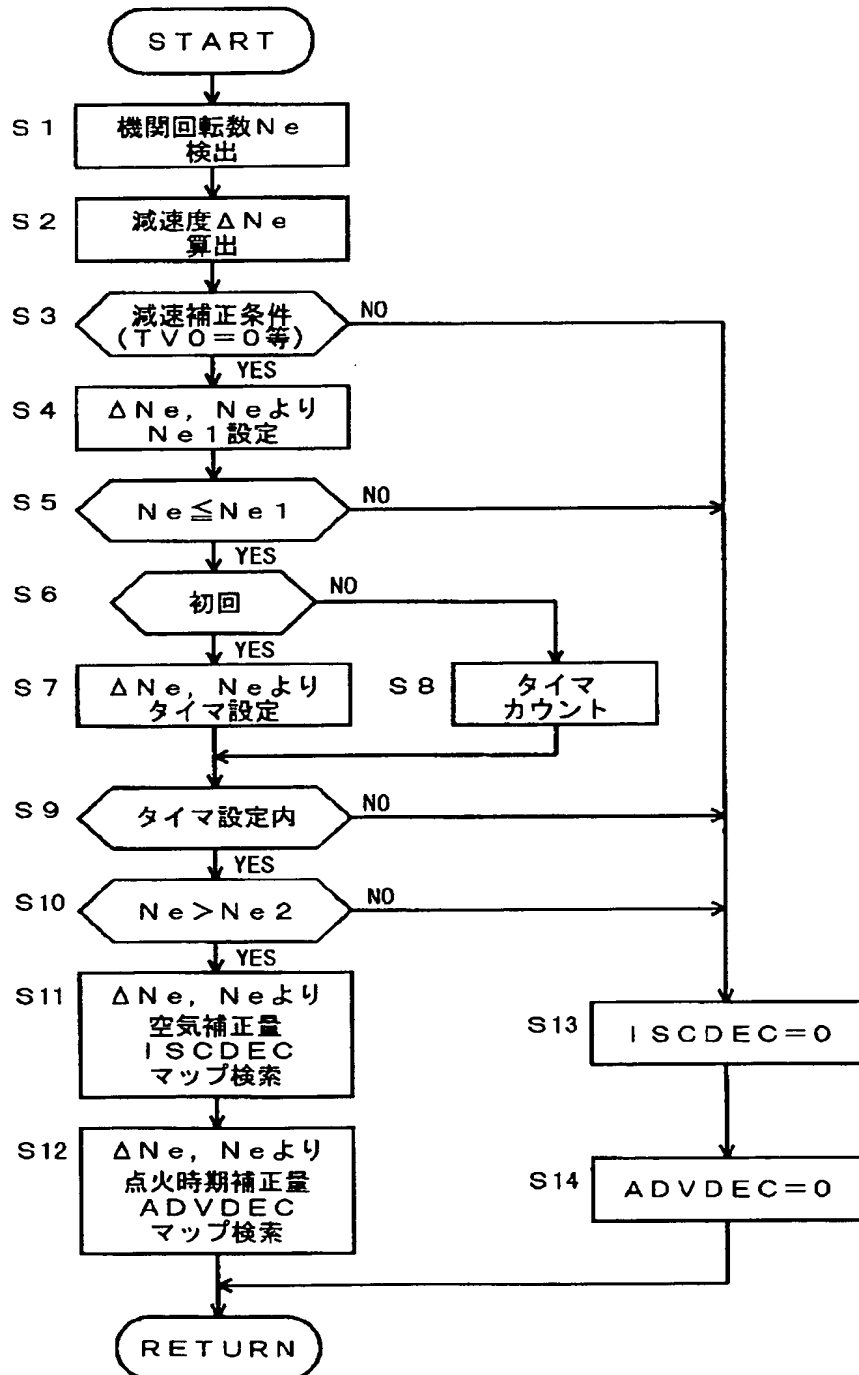 START
S1
機関回転数Ne
検出
S2
減速度ΔNe
算出
S3
減速補正条件
(TVO=0等)
NO
YES
S4
ΔNe, Neより
Ne1設定
S5
Ne≦Ne1
NO
YES
S6
初回
NO
YES
S7
ΔNe, Neより
タイマ設定
S8
タイマ
カウント
S9
タイマ設定内
NO
YES
S10
Ne>Ne2
NO
YES
S11
ΔNe, Neより
空気補正量
ISCDEC
マップ検索
S12
ΔNe, Neより
点火時期補正量
ADVDEC
マップ検索
S13
ISCDEC=0
S14
ADVDEC=0
RETURN